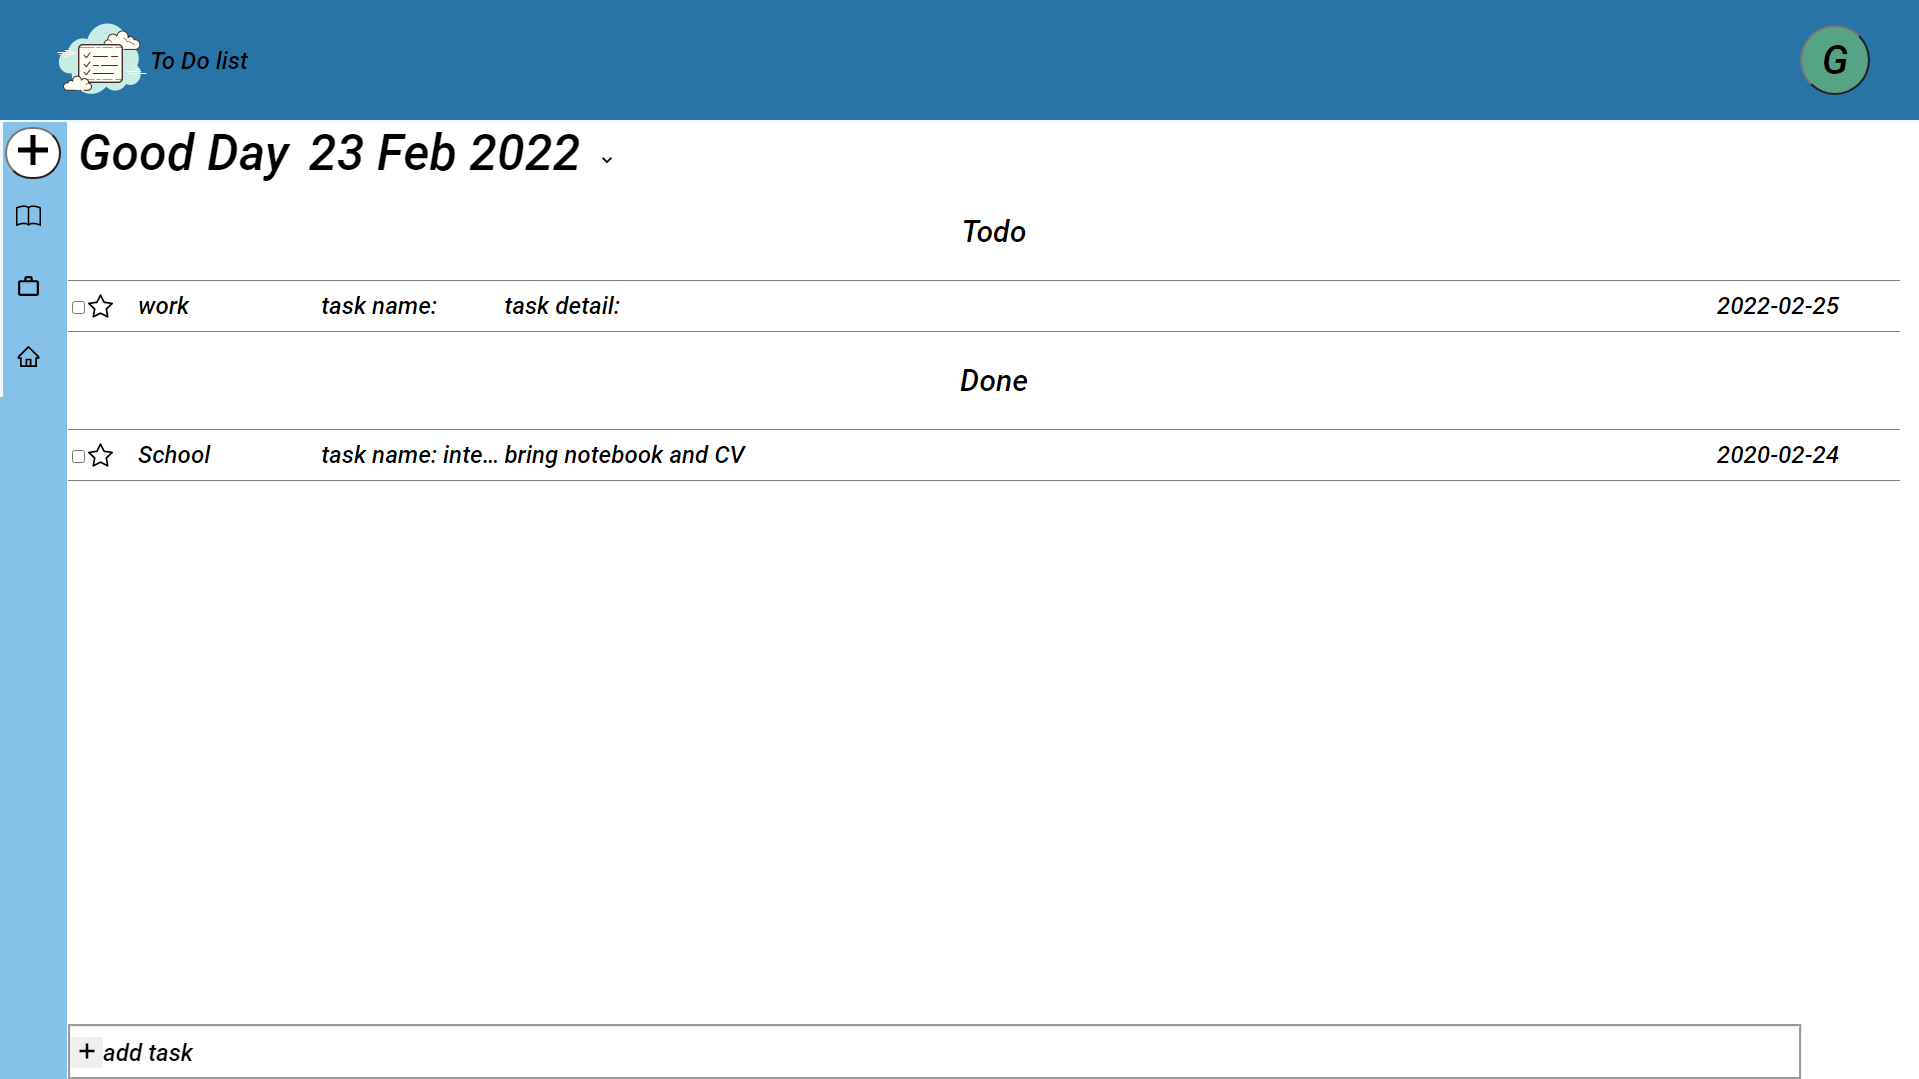 To Do list
G
Good Day 23 Feb 2022
Todo
work task name: task detail: 2022-02-25
Done
School task name: inte... bring notebook and CV 2020-02-24
+ add task